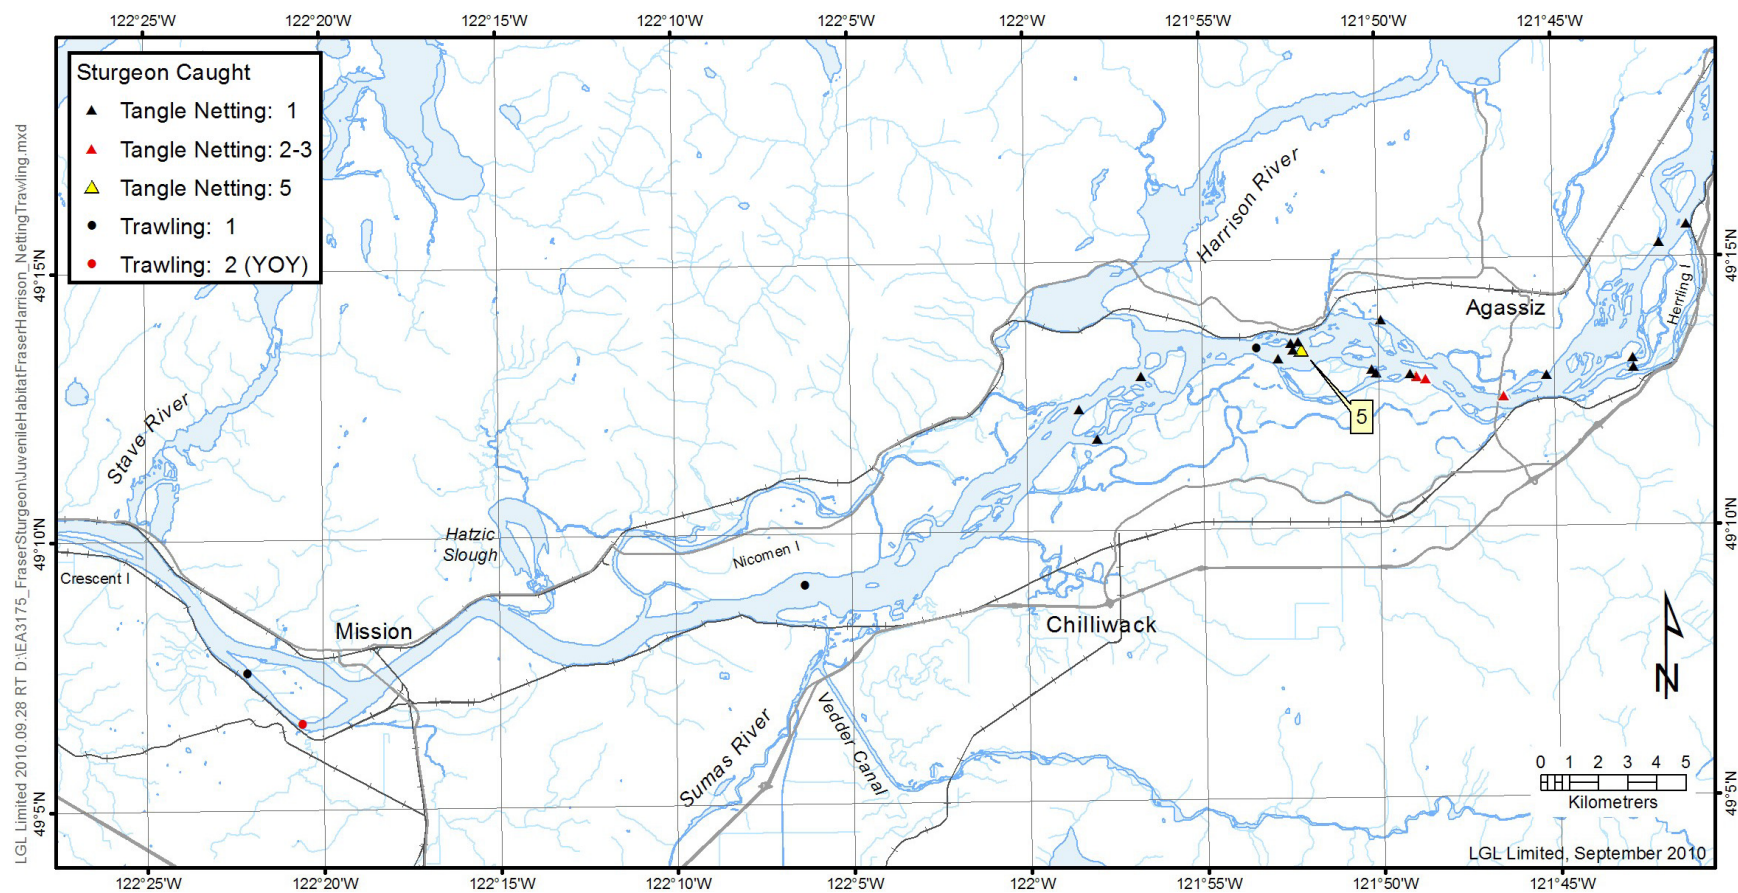 122°25'W 122°20'W 122°15'W 122°10'W 122°5'W 122°0'W 121°55'W 121°50'W 121°45'W
Sturgeon Caught
Tangle Netting: 1
Tangle Netting: 2-3
Tangle Netting: 5
Trawling: 1
Trawling: 2 (YOY)
LGL Limited 2010.09.28 RT D:\EA3175_FraserSturgeon\JuvenileHabitatFraserHarrison_NettingTrawling.mxd
49°15'N
49°10'N
49°5'N
Harrison River
Herrling I
Agassiz
5
Stave River
Hatzic
Slough
Nicomen I
Crescent I
Mission
Chilliwack
Sumas River
Vedder Canal
49°15'N
49°10'N
49°5'N
N
0 1 2 3 4 5
Kilometrers
LGL Limited, September 2010
122°25'W 122°20'W 122°15'W 122°10'W 122°5'W 122°0'W 121°55'W 121°50'W 121°45'W